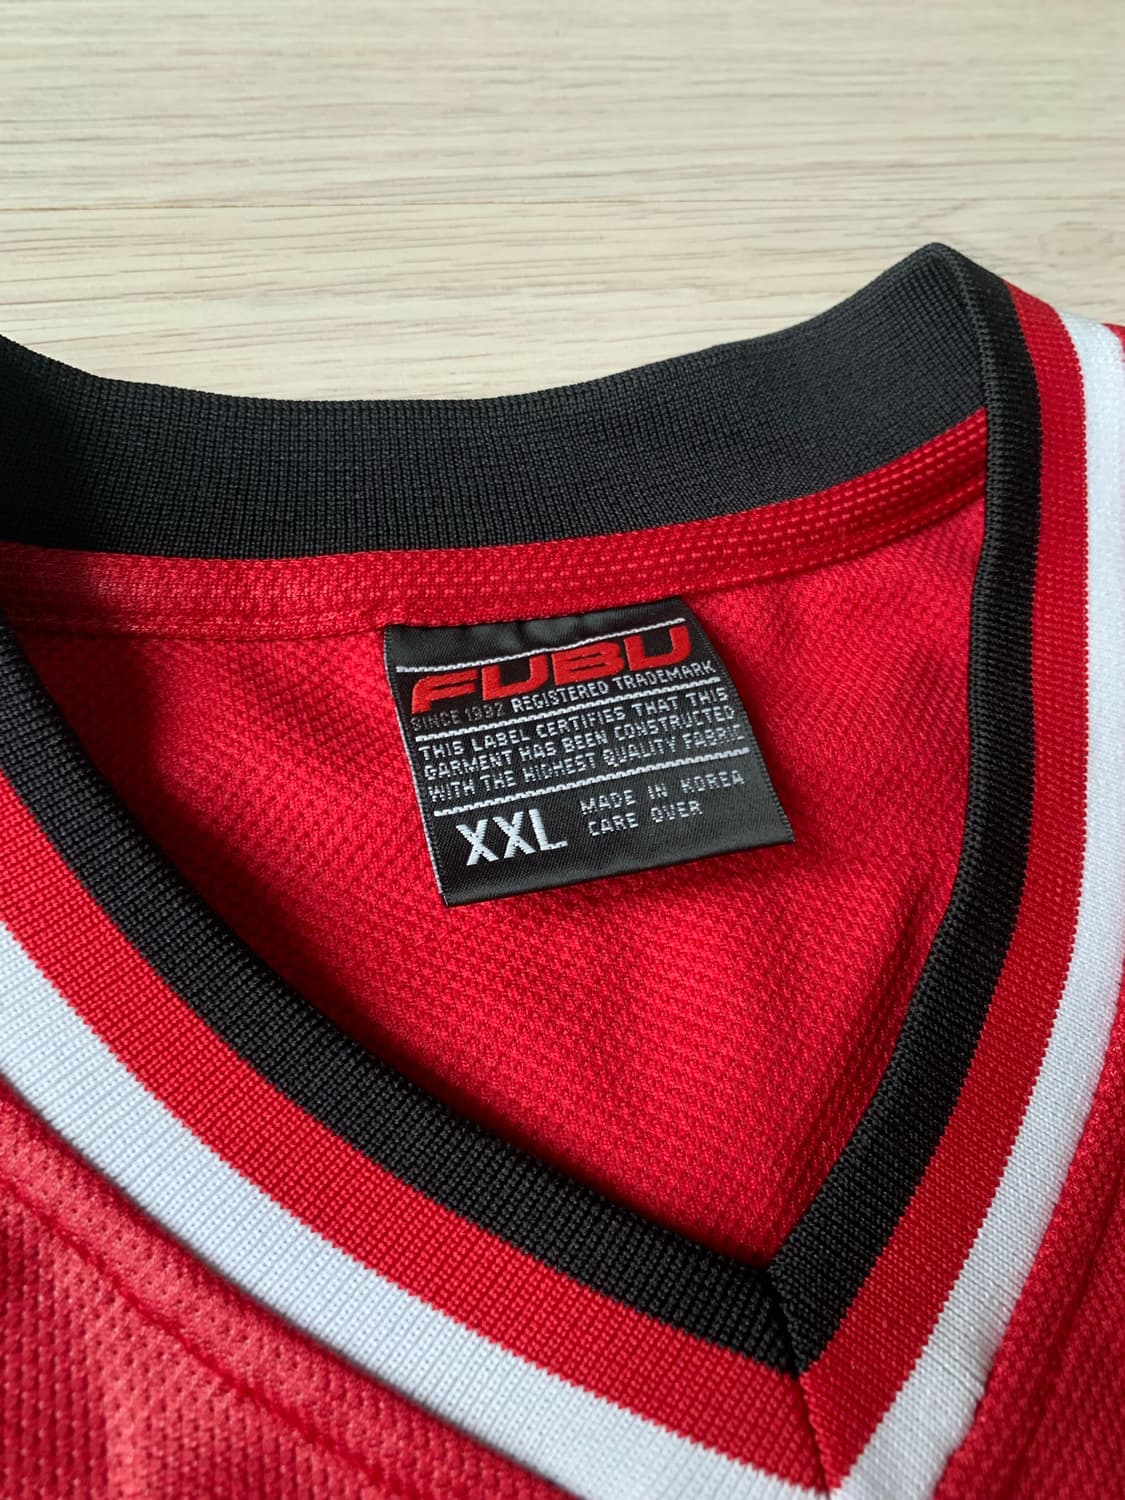 FUBU
SINCE 1992 REGISTERED TRADEMARK
THIS LABEL CERTIFIES THAT THIS
GARMENT HAS BEEN CONSTRUCTED
WITH THE HIGHEST QUALITY FABRIC
XXL
MADE IN KOREA
CARE OVER